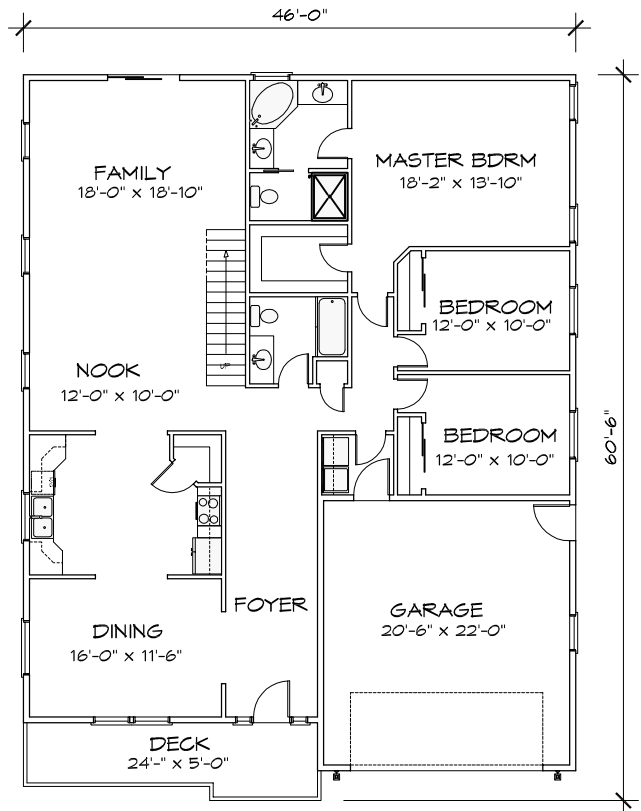 46'-0"
FAMILY
18'-0" x 18'-10"
MASTER BDRM
18'-2" x 13'-10"
BEDROOM
12'-0" x 10'-0"
UP
NOOK
12'-0" x 10'-0"
BEDROOM
12'-0" x 10'-0"
60'-6"
FOYER
GARAGE
20'-6" x 22'-0"
DINING
16'-0" x 11'-6"
DECK
24'-" x 5'-0"